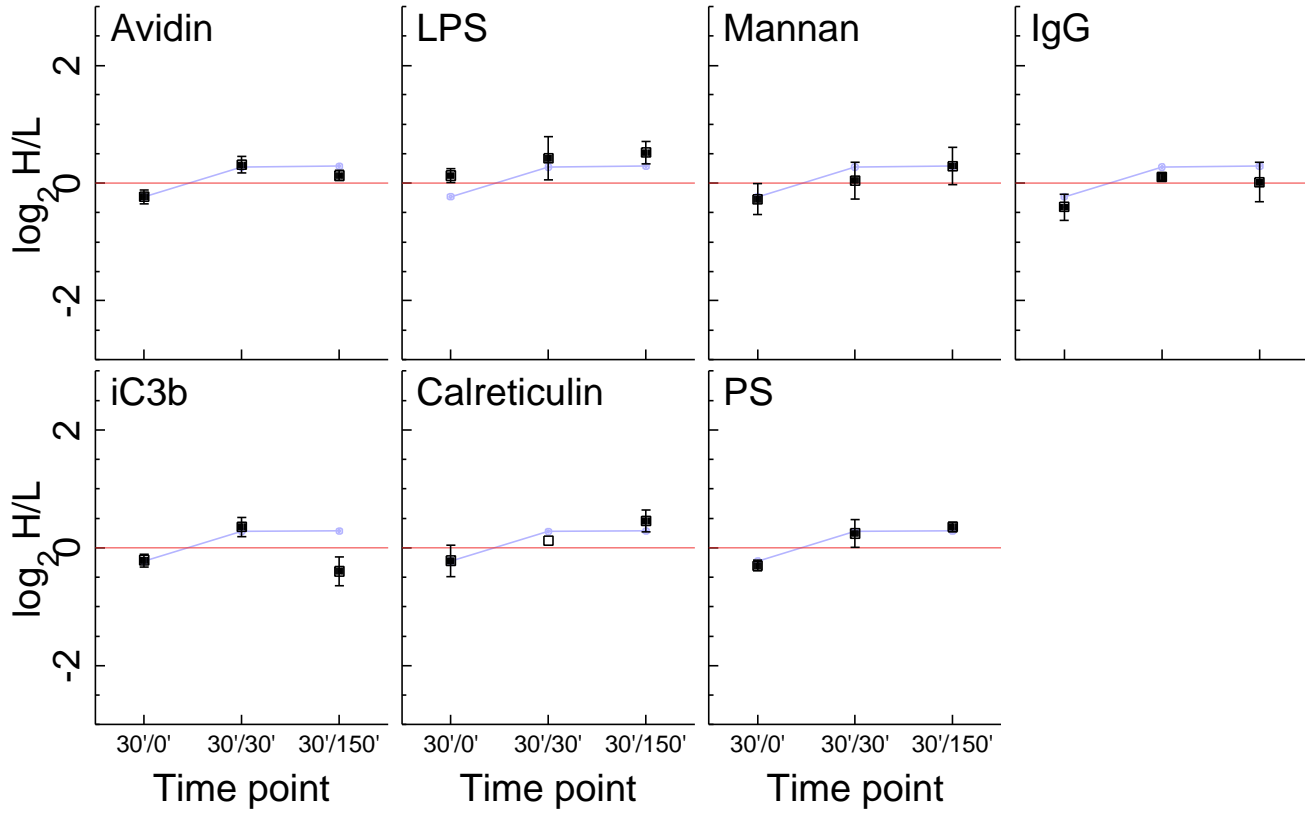 Avidin LPS Mannan IgG
2
0
-2
log2 H/L
iC3b Calreticulin PS
2
0
-2
log2 H/L
30'/0' 30'/30' 30'/150' 30'/0' 30'/30' 30'/150' 30'/0' 30'/30' 30'/150'
Time point Time point Time point